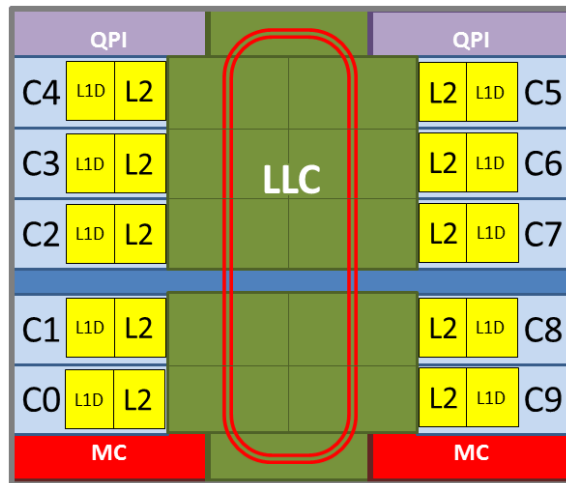 QPI QPI
C4 L1D L2 L2 L1D C5
C3 L1D L2 LLC L2 L1D C6
C2 L1D L2 L2 L1D C7
C1 L1D L2 L2 L1D C8
C0 L1D L2 L2 L1D C9
MC MC